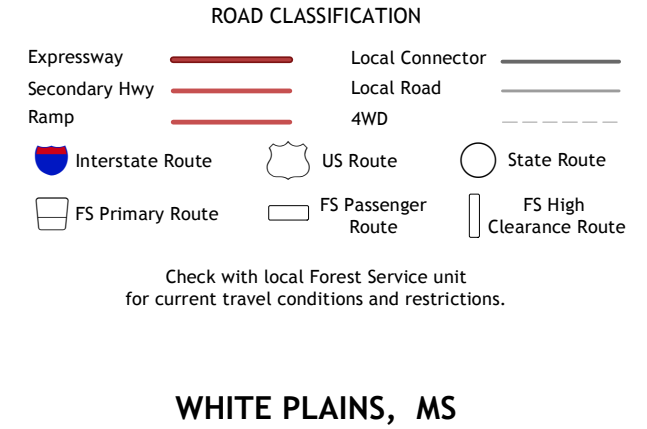 ROAD CLASSIFICATION
Expressway
Local Connector
Secondary Hwy
Local Road
Ramp
4WD
Interstate Route
US Route
State Route
FS Primary Route
FS Passenger
Route
FS High
Clearance Route
Check with local Forest Service unit
for current travel conditions and restrictions.
WHITE PLAINS, MS